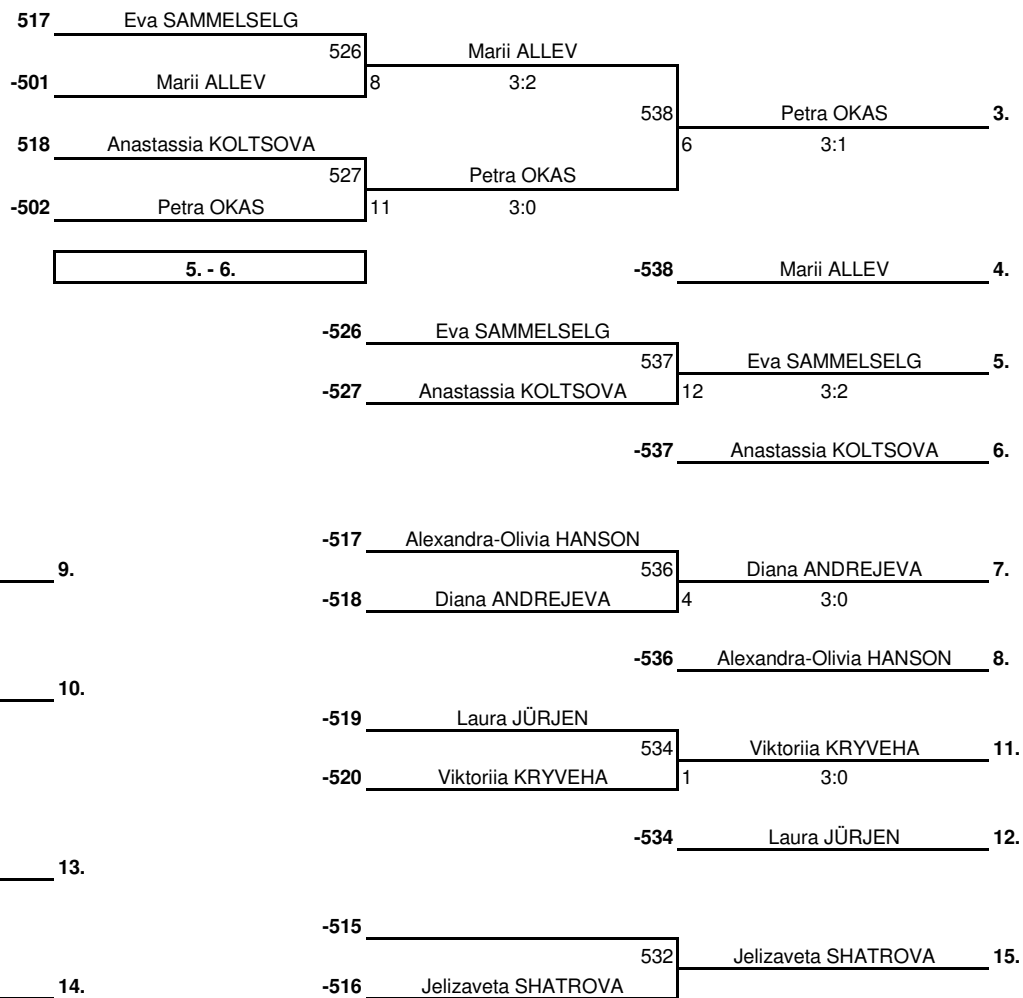 517 Eva SAMMELSELG
526 Marii ALLEV
-501 Marii ALLEV 8 3:2
538 Petra OKAS 3.
518 Anastassia KOLTSOVA 6 3:1
527 Petra OKAS
-502 Petra OKAS 11 3:0
5. - 6. -538 Marii ALLEV 4.
-526 Eva SAMMELSELG
537 Eva SAMMELSELG 5.
-527 Anastassia KOLTSOVA 12 3:2
-537 Anastassia KOLTSOVA 6.
-517 Alexandra-Olivia HANSON
9. 536 Diana ANDREJEVA 7.
-518 Diana ANDREJEVA 4 3:0
-536 Alexandra-Olivia HANSON 8.
10.
-519 Laura JÜRJEN
534 Viktoriia KRYVEHA 11.
-520 Viktoriia KRYVEHA 1 3:0
-534 Laura JÜRJEN 12.
13.
-515
532 Jelizaveta SHATROVA 15.
14. -516 Jelizaveta SHATROVA